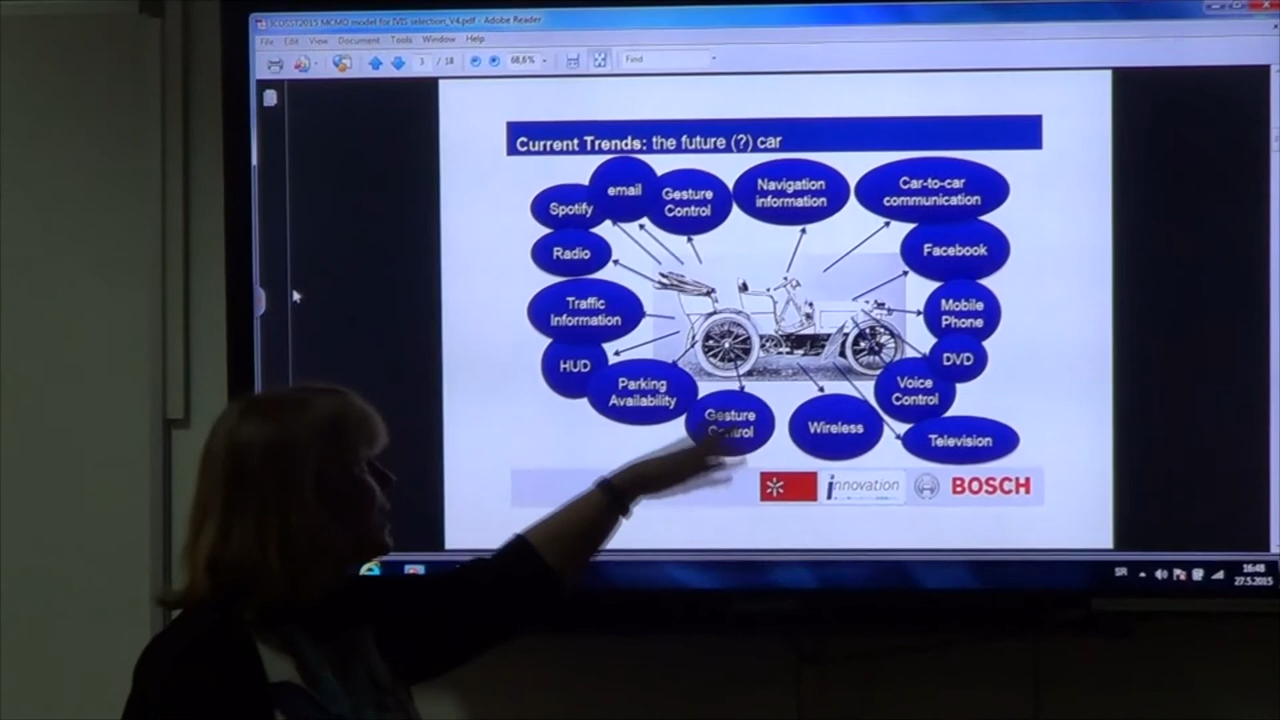 ICDSST2015 MCMO model for IVIS selection_V4.pdf - Adobe Reader
File Edit View Document Tools Window Help
3 / 18 68,6% Find
Current Trends: the future (?) car
Spotify
email
Gesture
Control
Navigation
information
Car-to-car
communication
Radio
Facebook
Traffic
Information
Mobile
Phone
HUD
DVD
Parking
Availability
Voice
Control
Gesture
Control
Wireless
Television
innovation
BOSCH
SR 16:48
27.5.2015